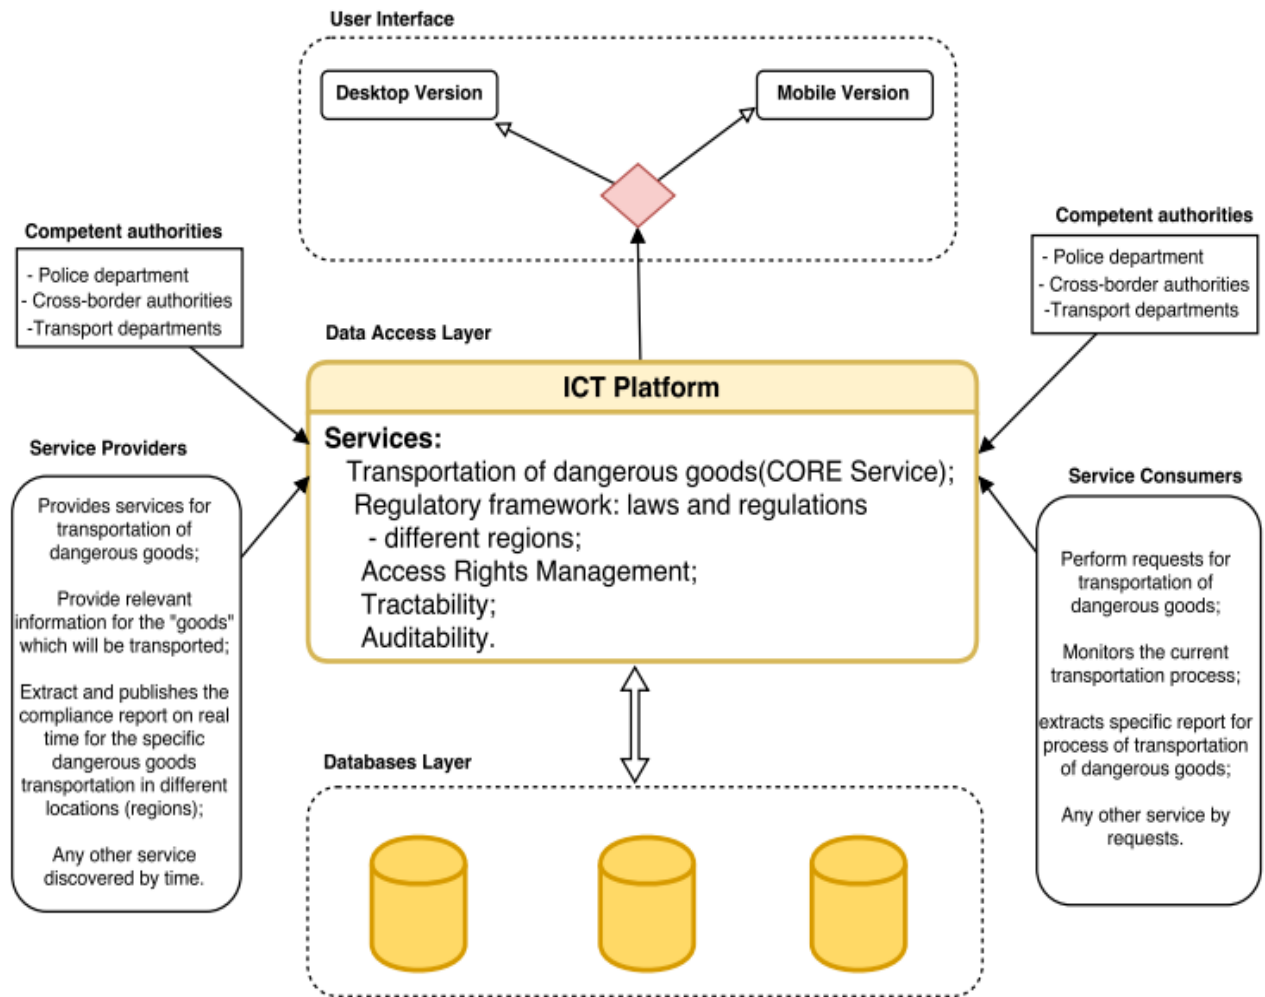 User Interface
Desktop Version
Mobile Version
Competent authorities
- Police department
- Cross-border authorities
-Transport departments
Competent authorities
- Police department
- Cross-border authorities
-Transport departments
Data Access Layer
ICT Platform
Services:
Transportation of dangerous goods(CORE Service);
Regulatory framework: laws and regulations
- different regions;
Access Rights Management;
Tractability;
Auditability.
Service Providers
Provides services for
transportation of
dangerous goods;
Provide relevant
information for the "goods"
which will be transported;
Extract and publishes the
compliance report on real
time for the specific
dangerous goods
transportation in different
locations (regions);
Any other service
discovered by time.
Service Consumers
Perform requests for
transportation of
dangerous goods;
Monitors the current
transportation process;
extracts specific report for
process of transportation
of dangerous goods;
Any other service by
requests.
Databases Layer